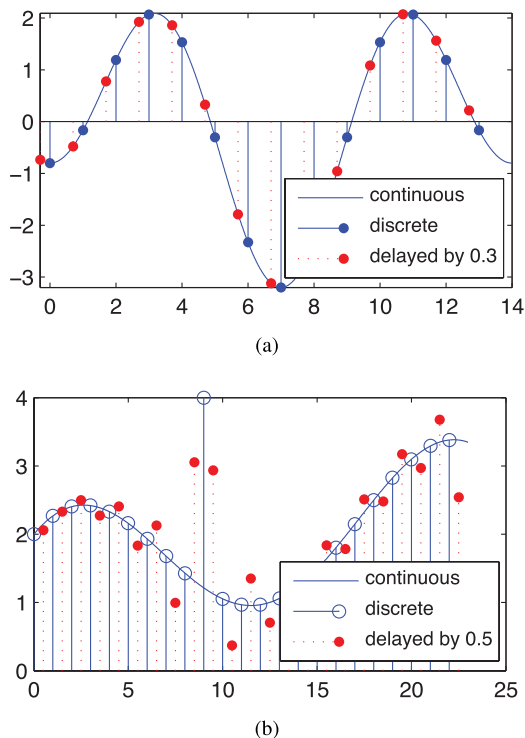 2
1
0
−1
−2
−3
0 2 4 6 8 10 12 14
continuous
discrete
delayed by 0.3
(a)
4
3
2
1
0
0 5 10 15 20 25
continuous
discrete
delayed by 0.5
(b)